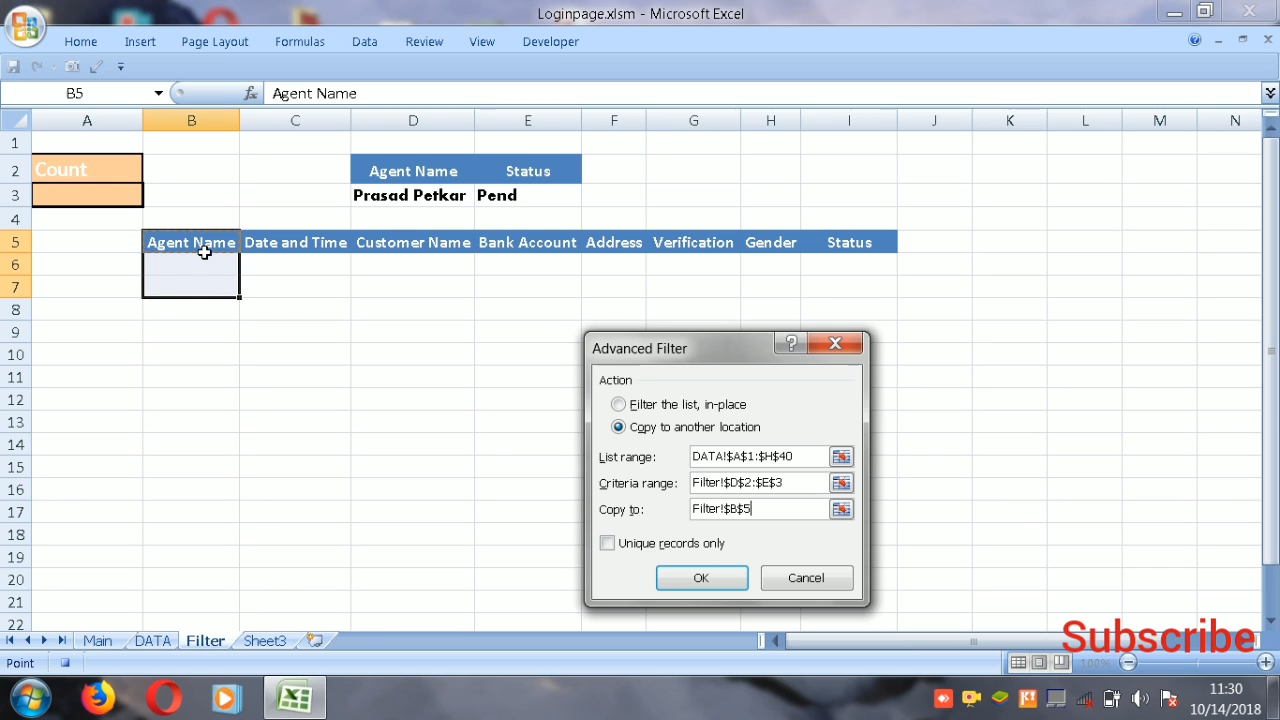 Loginpage.xlsm - Microsoft Excel
Home Insert Page Layout Formulas Data Review View Developer
B5 fx Agent Name
A B C D E F G H I J K L M N
1
2 Count Agent Name Status
3 Prasad Petkar Pend
4
5 Agent Name Date and Time Customer Name Bank Account Address Verification Gender Status
6
7
8
9
10
11
12
13
14
15
16
17
18
19
20
21
22
Advanced Filter
Action
Filter the list, in-place
Copy to another location
List range: DATA!$A$1:$H$40
Criteria range: Filter!$D$2:$E$3
Copy to: Filter!$B$5
Unique records only
OK Cancel
Main DATA Filter Sheet3
Subscribe
Point 100%
11:30
10/14/2018